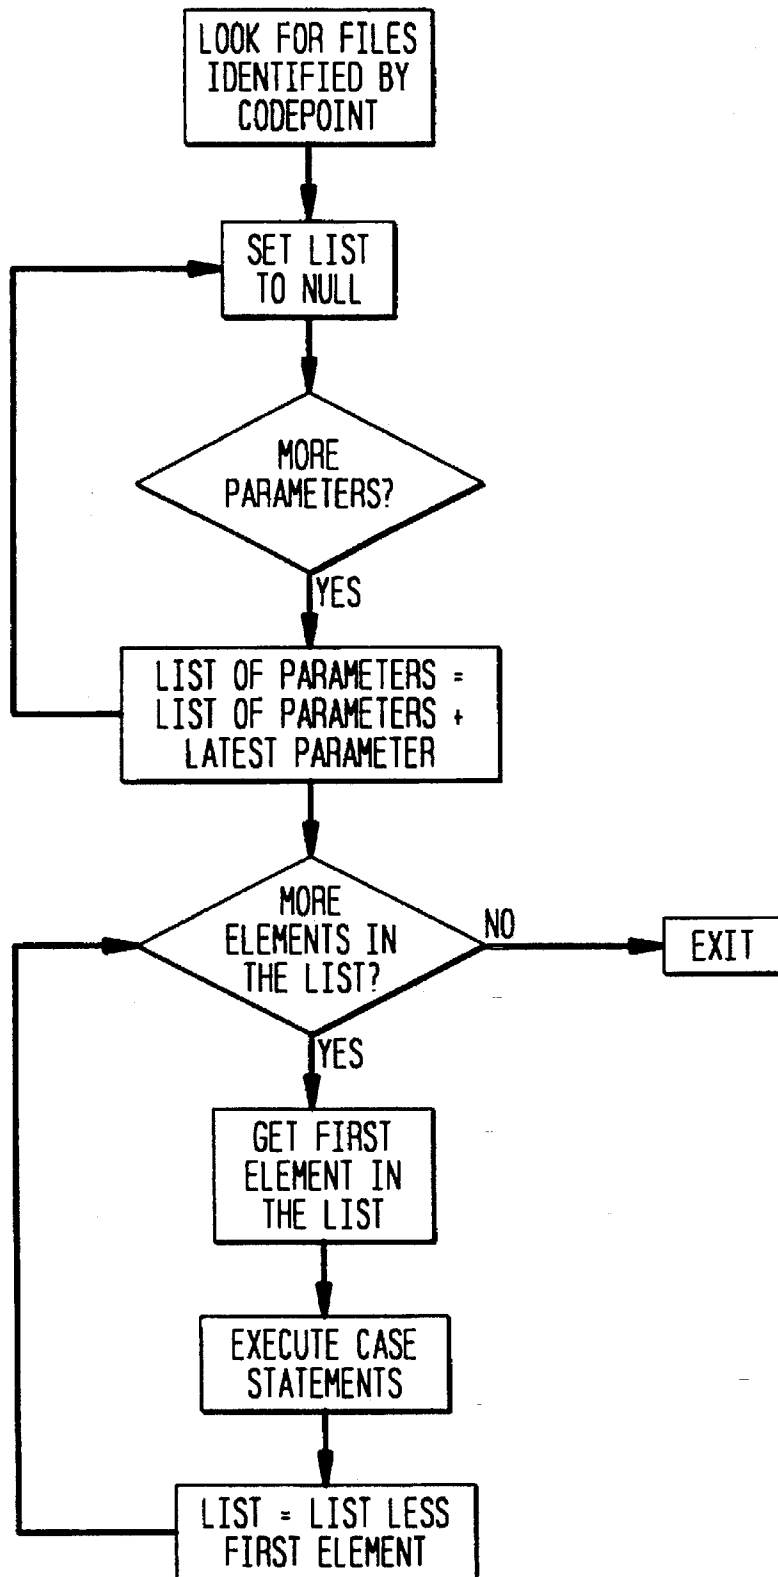 LOOK FOR FILES
IDENTIFIED BY
CODEPOINT
SET LIST
TO NULL
MORE
PARAMETERS?
YES
LIST OF PARAMETERS =
LIST OF PARAMETERS +
LATEST PARAMETER
MORE
ELEMENTS IN
THE LIST?
NO
EXIT
YES
GET FIRST
ELEMENT IN
THE LIST
EXECUTE CASE
STATEMENTS
LIST = LIST LESS
FIRST ELEMENT